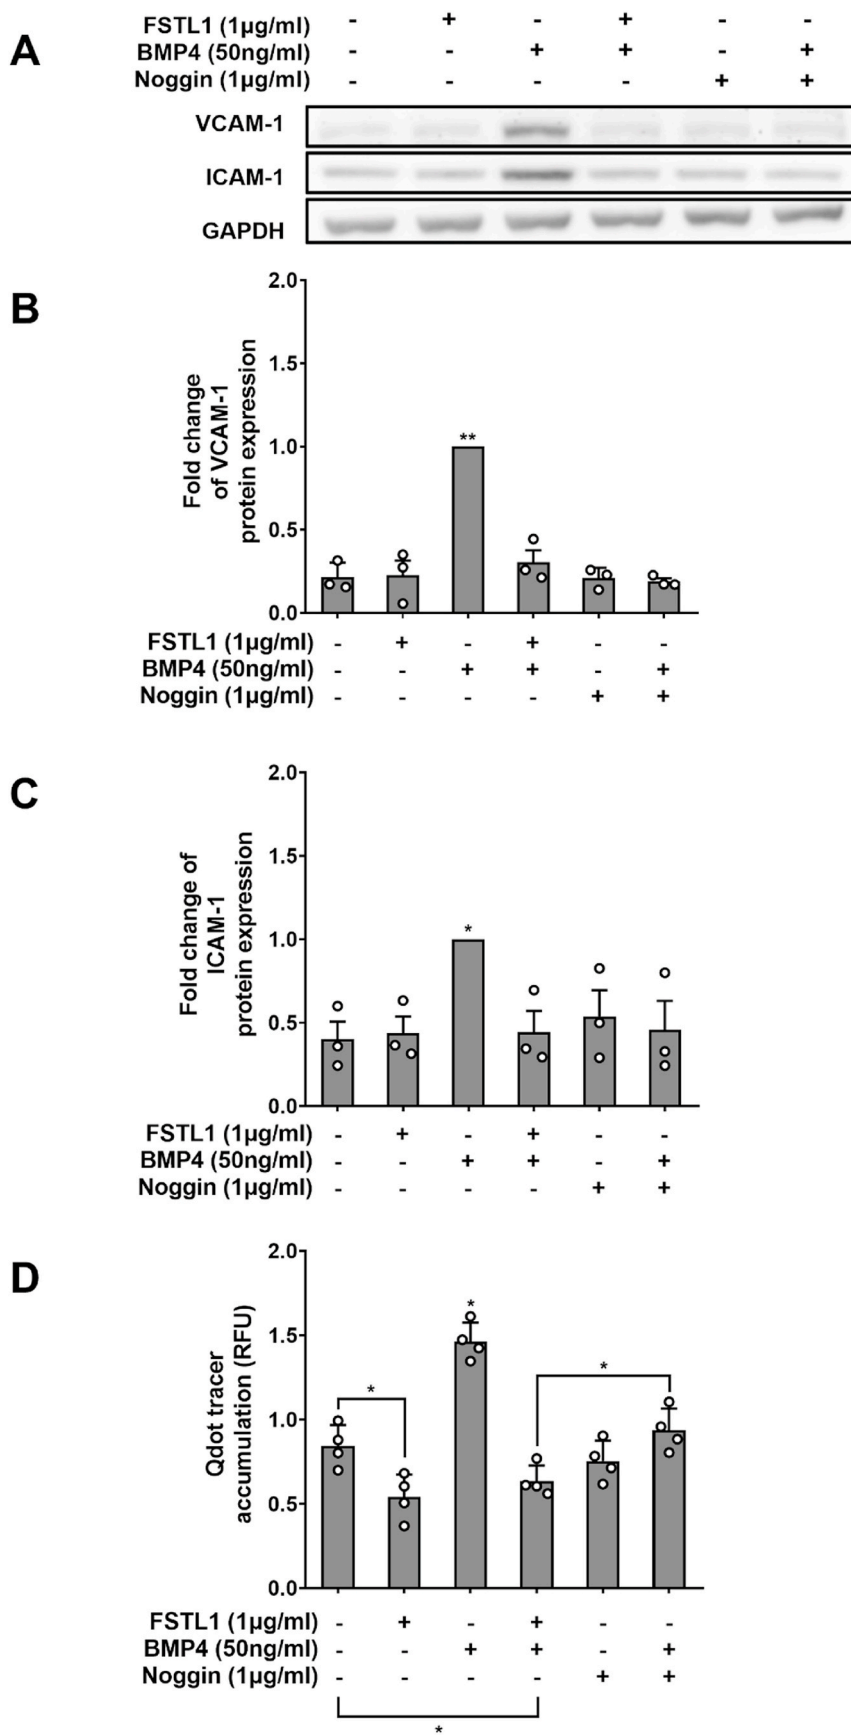 A
FSTL1 (1µg/ml) - + - + - -
BMP4 (50ng/ml) - - + + - +
Noggin (1µg/ml) - - - - + +
VCAM-1
ICAM-1
GAPDH
B
Fold change
of VCAM-1
protein expression
2.0
1.5
1.0
0.5
0.0
**
FSTL1 (1µg/ml) - + - + - -
BMP4 (50ng/ml) - - + + - +
Noggin (1µg/ml) - - - - + +
C
Fold change of
ICAM-1
protein expression
2.0
1.5
1.0
0.5
0.0
*
FSTL1 (1µg/ml) - + - + - -
BMP4 (50ng/ml) - - + + - +
Noggin (1µg/ml) - - - - + +
D
Qdot tracer
accumulation (RFU)
2.0
1.5
1.0
0.5
0.0
*
*
*
FSTL1 (1µg/ml) - + - + - -
BMP4 (50ng/ml) - - + + - +
Noggin (1µg/ml) - - - - + +
*